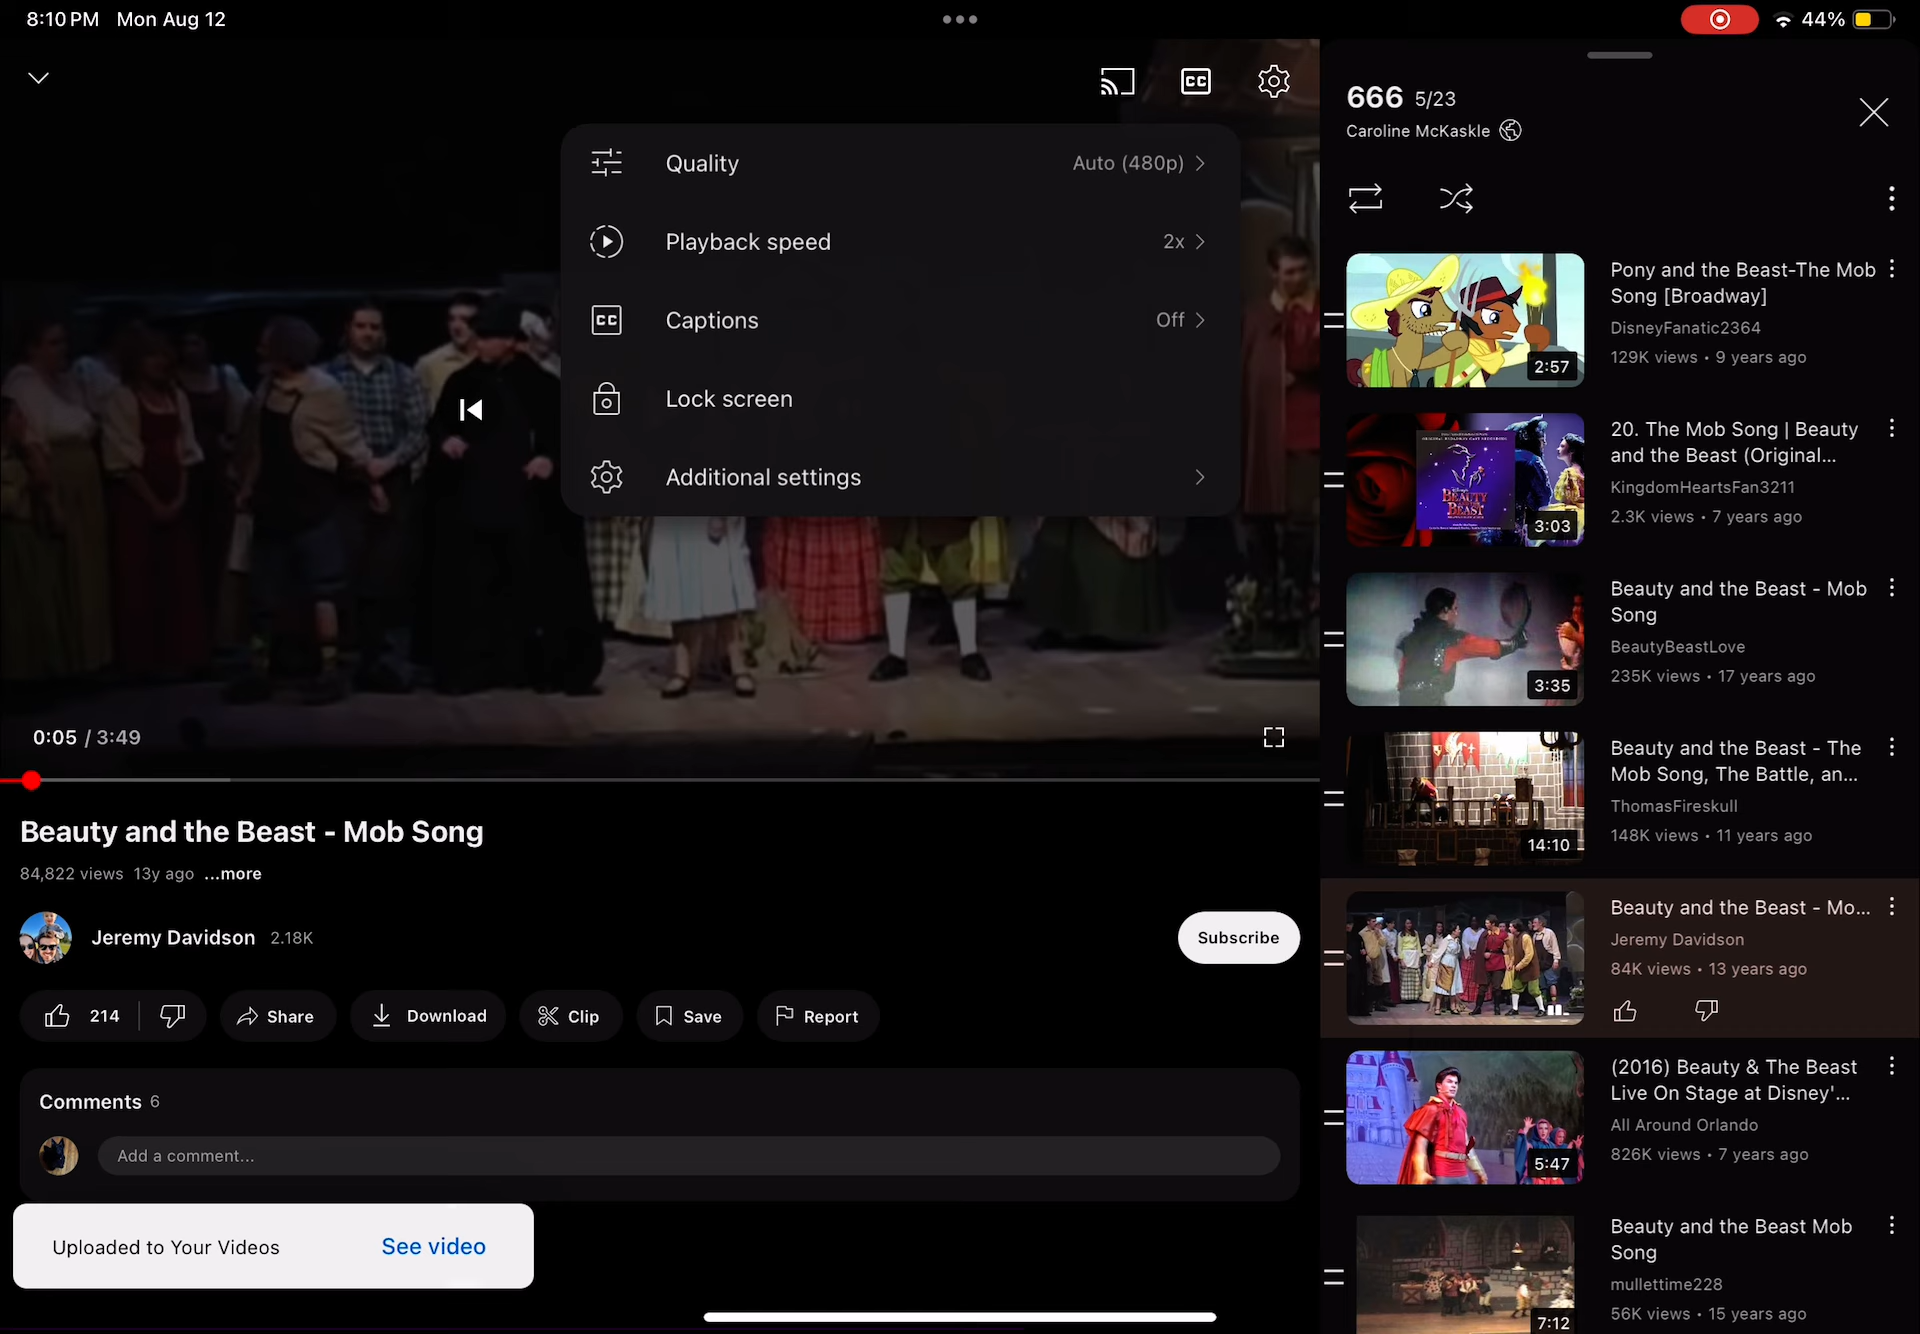 8:10 PM Mon Aug 12
44%
Quality
Auto (480p)
Playback speed
2x
CC
Captions
Off
Lock screen
Additional settings
0:05 / 3:49
Beauty and the Beast - Mob Song
84,822 views 13y ago ...more
Jeremy Davidson 2.18K
Subscribe
214
Share
Download
Clip
Save
Report
Comments 6
Add a comment...
Uploaded to Your Videos
See video
CC
666 5/23
Caroline McKaskle
Pony and the Beast-The Mob
Song [Broadway]
DisneyFanatic2364
129K views • 9 years ago
2:57
20. The Mob Song | Beauty
and the Beast (Original...
KingdomHeartsFan3211
2.3K views • 7 years ago
BEAUTY
AND THE
BEAST
3:03
Beauty and the Beast - Mob
Song
BeautyBeastLove
235K views • 17 years ago
3:35
Beauty and the Beast - The
Mob Song, The Battle, an...
ThomasFireskull
148K views • 11 years ago
14:10
Beauty and the Beast - Mo...
Jeremy Davidson
84K views • 13 years ago
(2016) Beauty & The Beast
Live On Stage at Disney'...
All Around Orlando
826K views • 7 years ago
5:47
Beauty and the Beast Mob
Song
mullettime228
56K views • 15 years ago
7:12